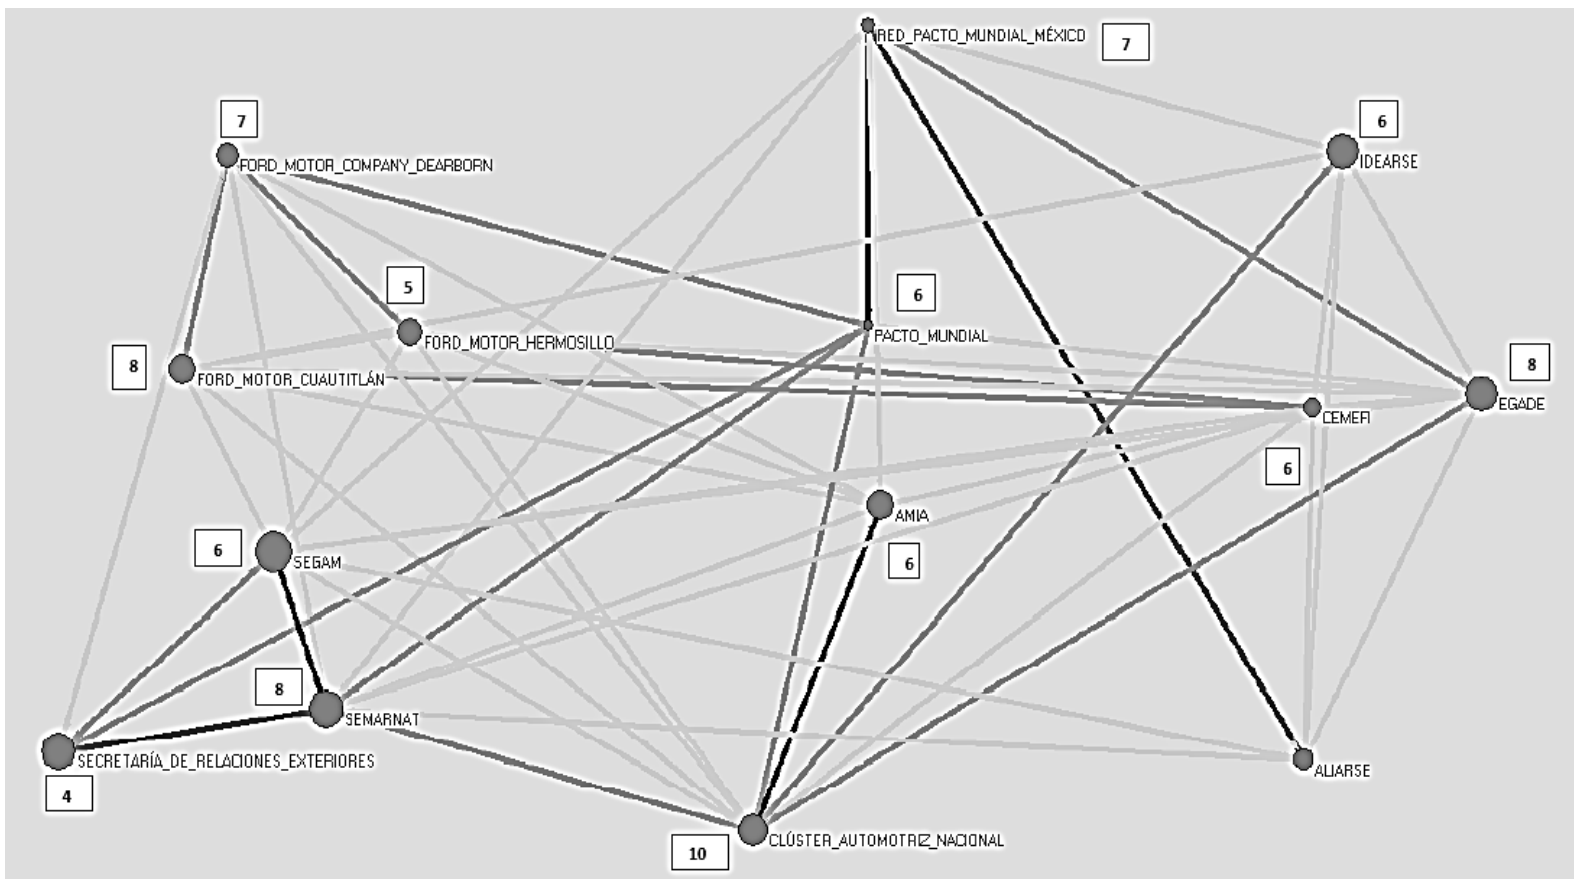 RED_PACTO_MUNDIAL_MÉXICO
7
7
FORD_MOTOR_COMPANY_DEARBORN
6
IDEARSE
5
FORD_MOTOR_HERMOSILLO
6
PACTO_MUNDIAL
8
FORD_MOTOR_CUAUTITLÁN
8
EGADE
CEMEFI
6
AMIA
6
6
SEGAM
8
SEMARNAT
SECRETARÍA_DE_RELACIONES_EXTERIORES
4
ALIARSE
CLÚSTER_AUTOMOTRIZ_NACIONAL
10